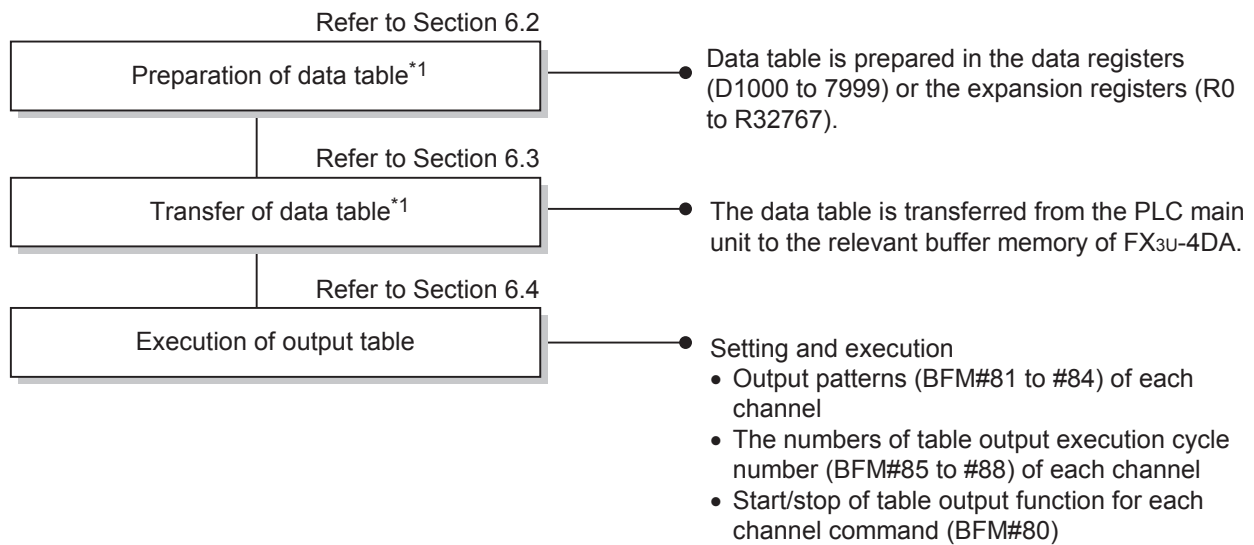 Refer to Section 6.2
Preparation of data table*1
Data table is prepared in the data registers
(D1000 to 7999) or the expansion registers (R0
to R32767).
Refer to Section 6.3
Transfer of data table*1
The data table is transferred from the PLC main
unit to the relevant buffer memory of FX3U-4DA.
Refer to Section 6.4
Execution of output table
Setting and execution
• Output patterns (BFM#81 to #84) of each
channel
• The numbers of table output execution cycle
number (BFM#85 to #88) of each channel
• Start/stop of table output function for each
channel command (BFM#80)